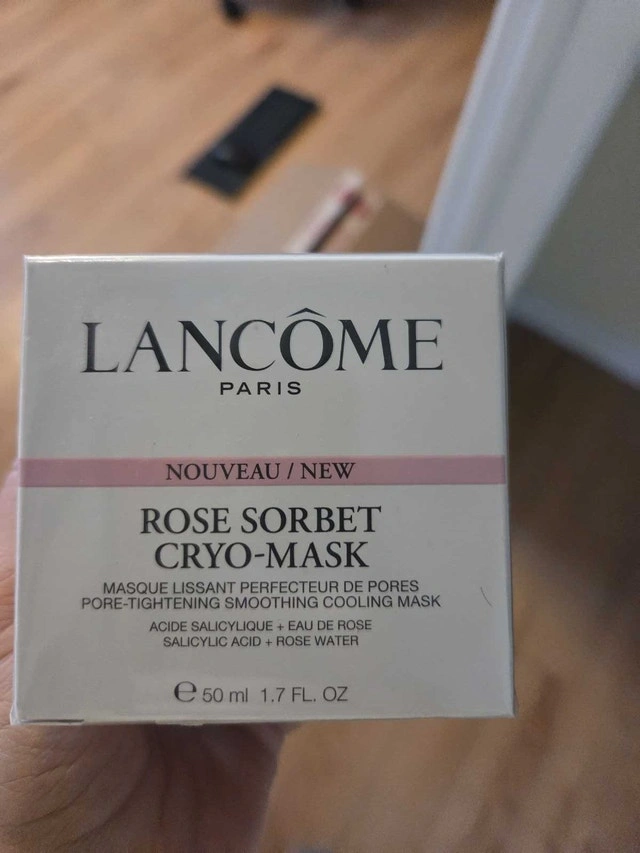 LANCÔME
PARIS
NOUVEAU / NEW
ROSE SORBET
CRYO-MASK
MASQUE LISSANT PERFECTEUR DE PORES
PORE-TIGHTENING SMOOTHING COOLING MASK
ACIDE SALICYLIQUE + EAU DE ROSE
SALICYLIC ACID + ROSE WATER
℮ 50 ml 1.7 FL. OZ